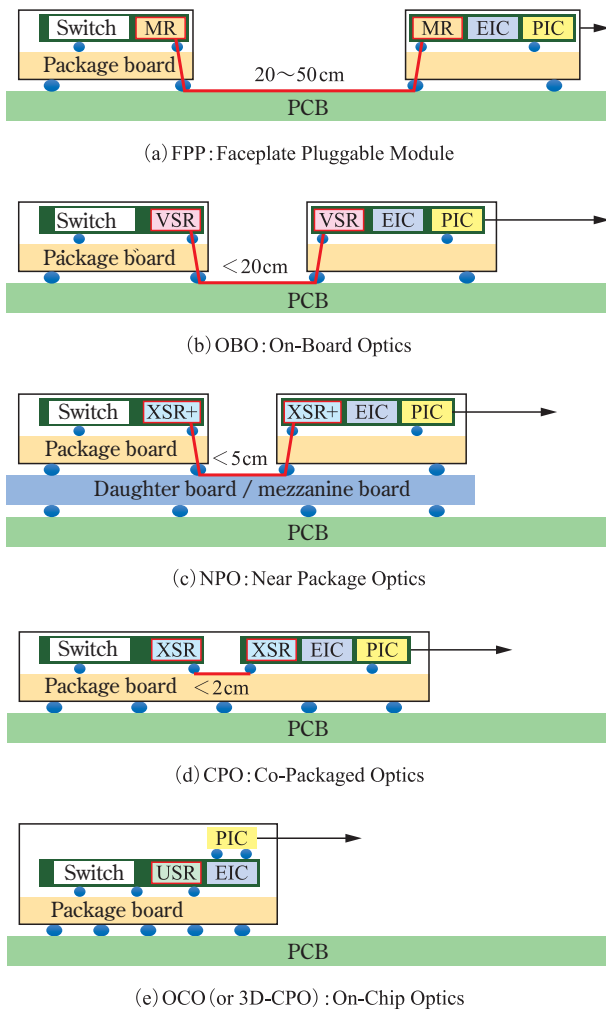 Switch MR MR EIC PIC
Package board
20~50cm
PCB
(a) FPP:Faceplate Pluggable Module
Switch VSR VSR EIC PIC
Package board
<20cm
PCB
(b) OBO:On-Board Optics
Switch XSR+ XSR+ EIC PIC
Package board
<5cm
Daughter board / mezzanine board
PCB
(c) NPO:Near Package Optics
Switch XSR XSR EIC PIC
Package board
<2cm
PCB
(d) CPO:Co-Packaged Optics
PIC
Switch USR EIC
Package board
PCB
(e) OCO (or 3D-CPO) :On-Chip Optics